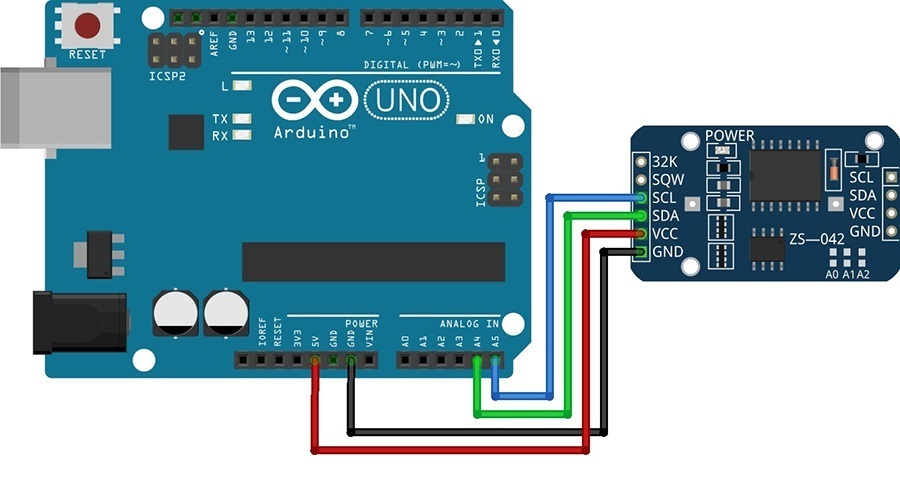 RESET
ICSP2
AREF
GND
13
12
~11
~10
~9
8
7
~6
~5
4
~3
2
TX0▶1
RX0◀0
DIGITAL (PWM=~)
L
TX
RX
UNO
Arduino™
ON
1
ICSP
POWER
ANALOG IN
IOREF
RESET
3V3
5V
GND
GND
VIN
A0
A1
A2
A3
A4
A5
POWER
32K
SQW
SCL
SDA
VCC
GND
SCL
SDA
VCC
GND
ZS—042
A0 A1 A2